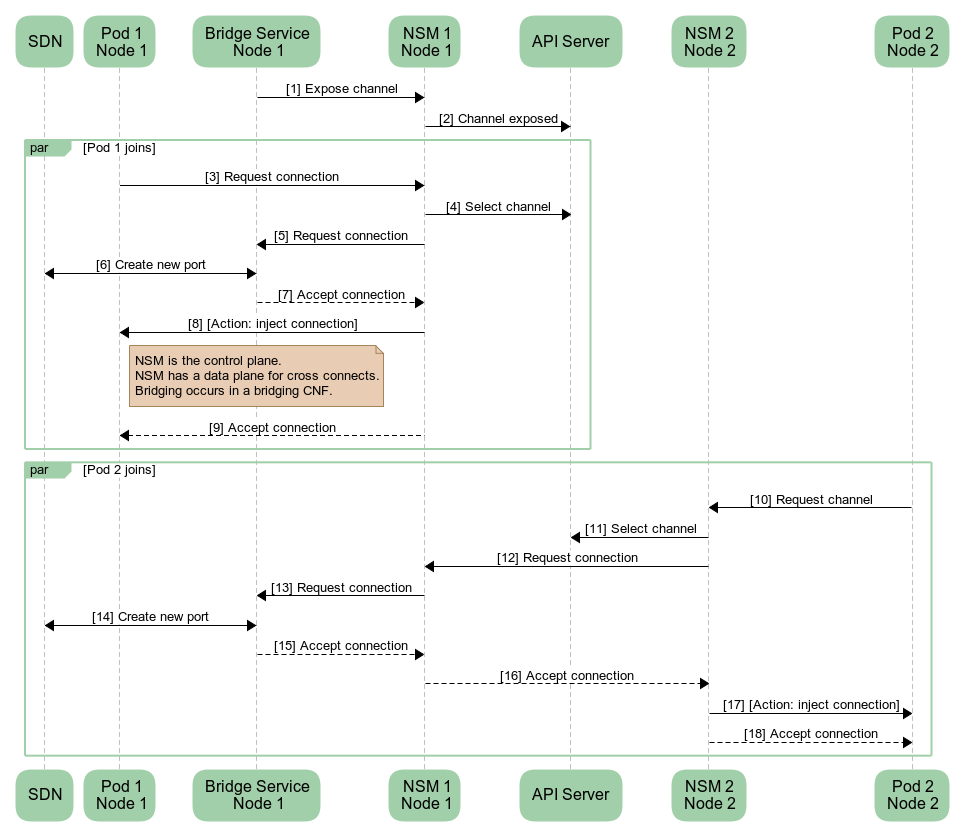 SDN
Pod 1
Node 1
Bridge Service
Node 1
NSM 1
Node 1
API Server
NSM 2
Node 2
Pod 2
Node 2
[1] Expose channel
[2] Channel exposed
par [Pod 1 joins]
[3] Request connection
[4] Select channel
[5] Request connection
[6] Create new port
[7] Accept connection
[8] [Action: inject connection]
NSM is the control plane.
NSM has a data plane for cross connects.
Bridging occurs in a bridging CNF.
[9] Accept connection
par [Pod 2 joins]
[10] Request channel
[11] Select channel
[12] Request connection
[13] Request connection
[14] Create new port
[15] Accept connection
[16] Accept connection
[17] [Action: inject connection]
[18] Accept connection
SDN
Pod 1
Node 1
Bridge Service
Node 1
NSM 1
Node 1
API Server
NSM 2
Node 2
Pod 2
Node 2